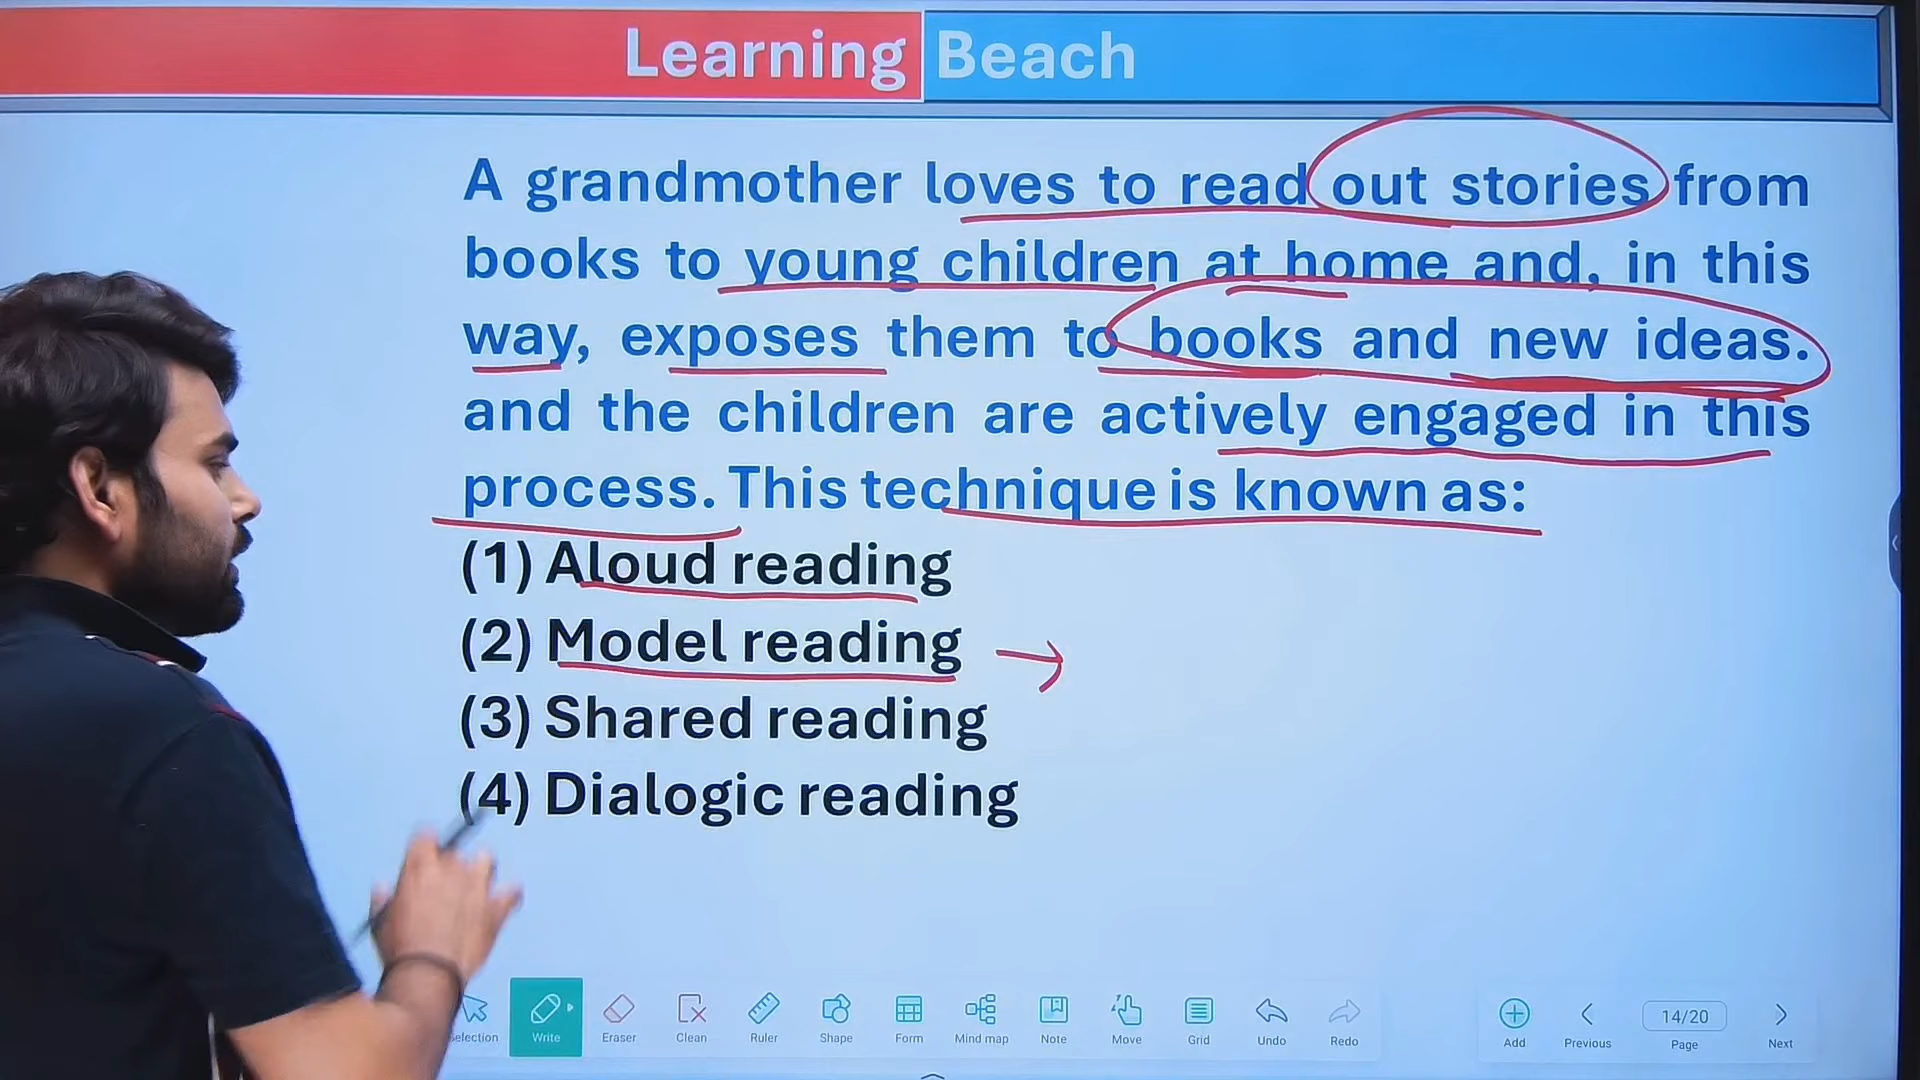 Learning Beach
A grandmother loves to read out stories from
books to young children at home and, in this
way, exposes them to books and new ideas.
and the children are actively engaged in this
process. This technique is known as:
(1) Aloud reading
(2) Model reading
(3) Shared reading
(4) Dialogic reading
Selection Write Eraser Clean Ruler Shape Form Mind map Note Move Grid Undo Redo Add Previous 14/20 Page Next